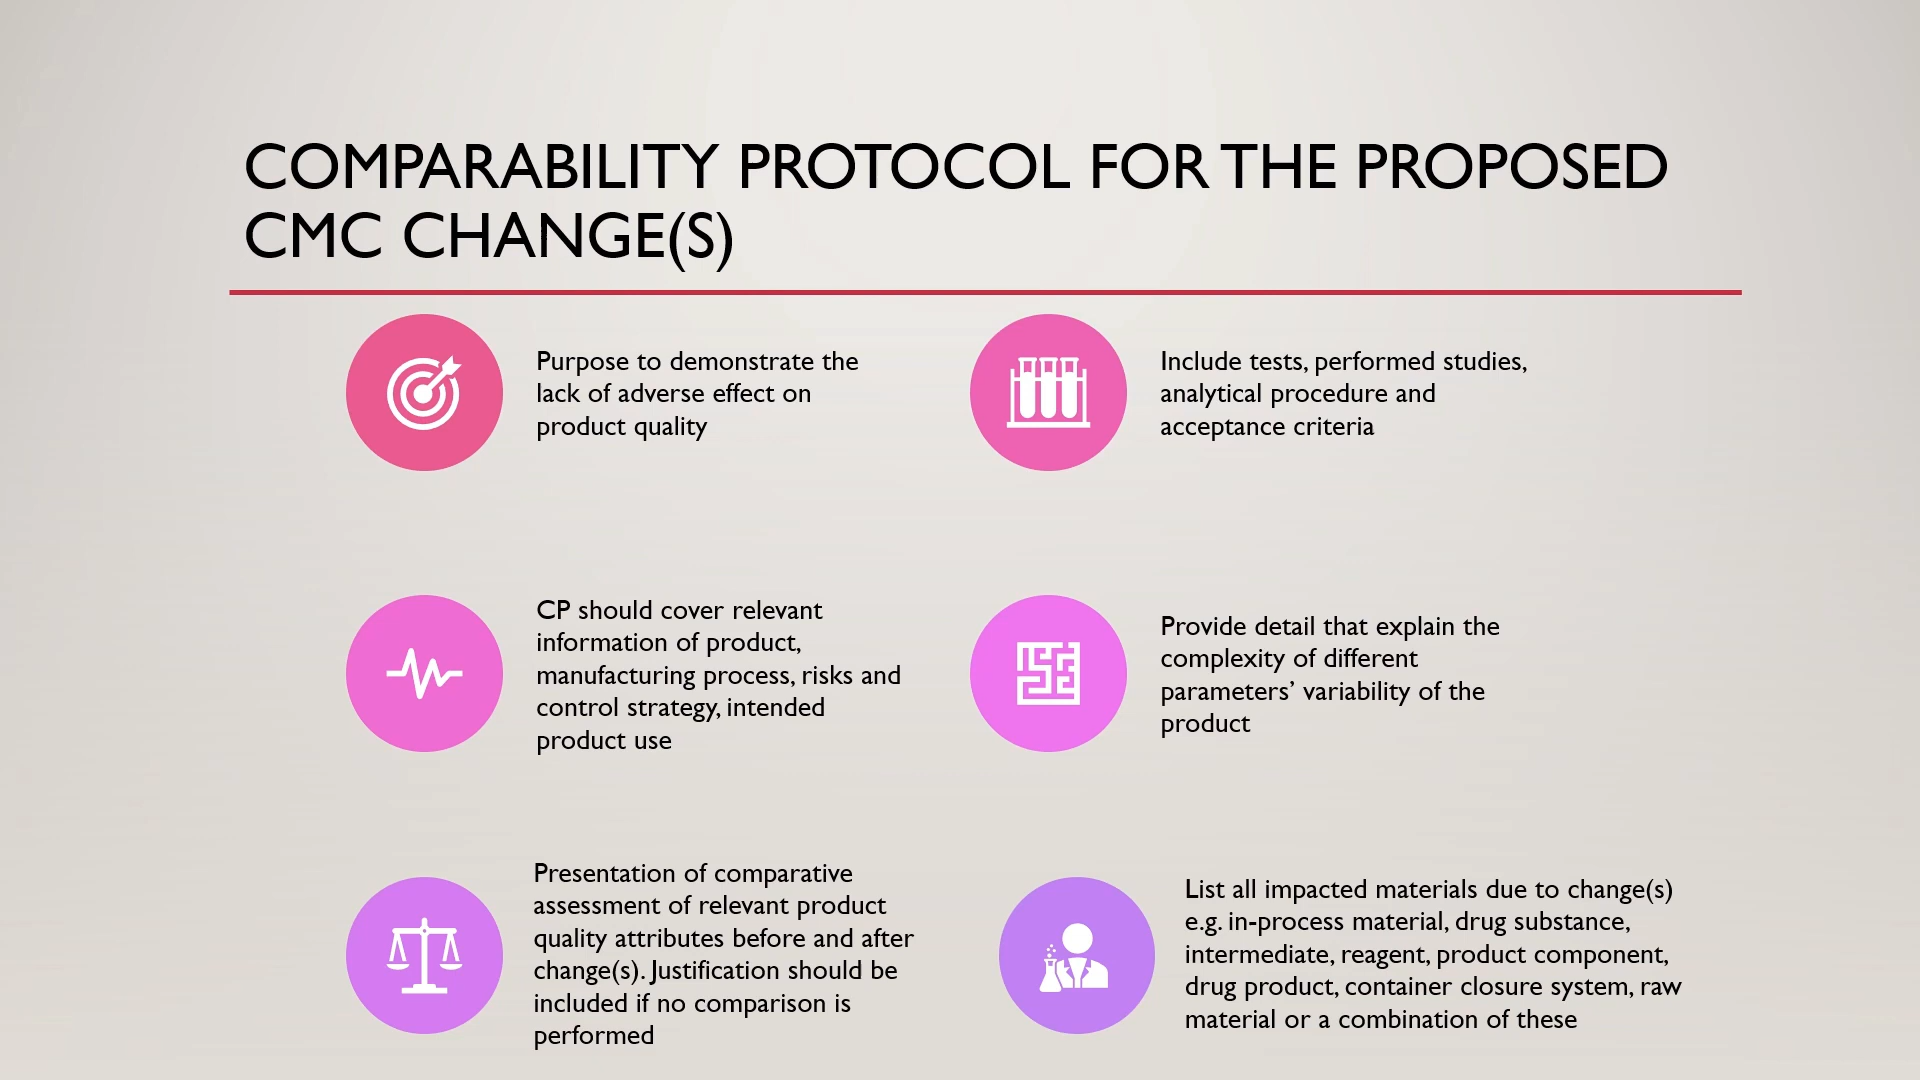 COMPARABILITY PROTOCOL FOR THE PROPOSED
CMC CHANGE(S)
Purpose to demonstrate the
lack of adverse effect on
product quality
Include tests, performed studies,
analytical procedure and
acceptance criteria
CP should cover relevant
information of product,
manufacturing process, risks and
control strategy, intended
product use
Provide detail that explain the
complexity of different
parameters’ variability of the
product
Presentation of comparative
assessment of relevant product
quality attributes before and after
change(s). Justification should be
included if no comparison is
performed
List all impacted materials due to change(s)
e.g. in-process material, drug substance,
intermediate, reagent, product component,
drug product, container closure system, raw
material or a combination of these